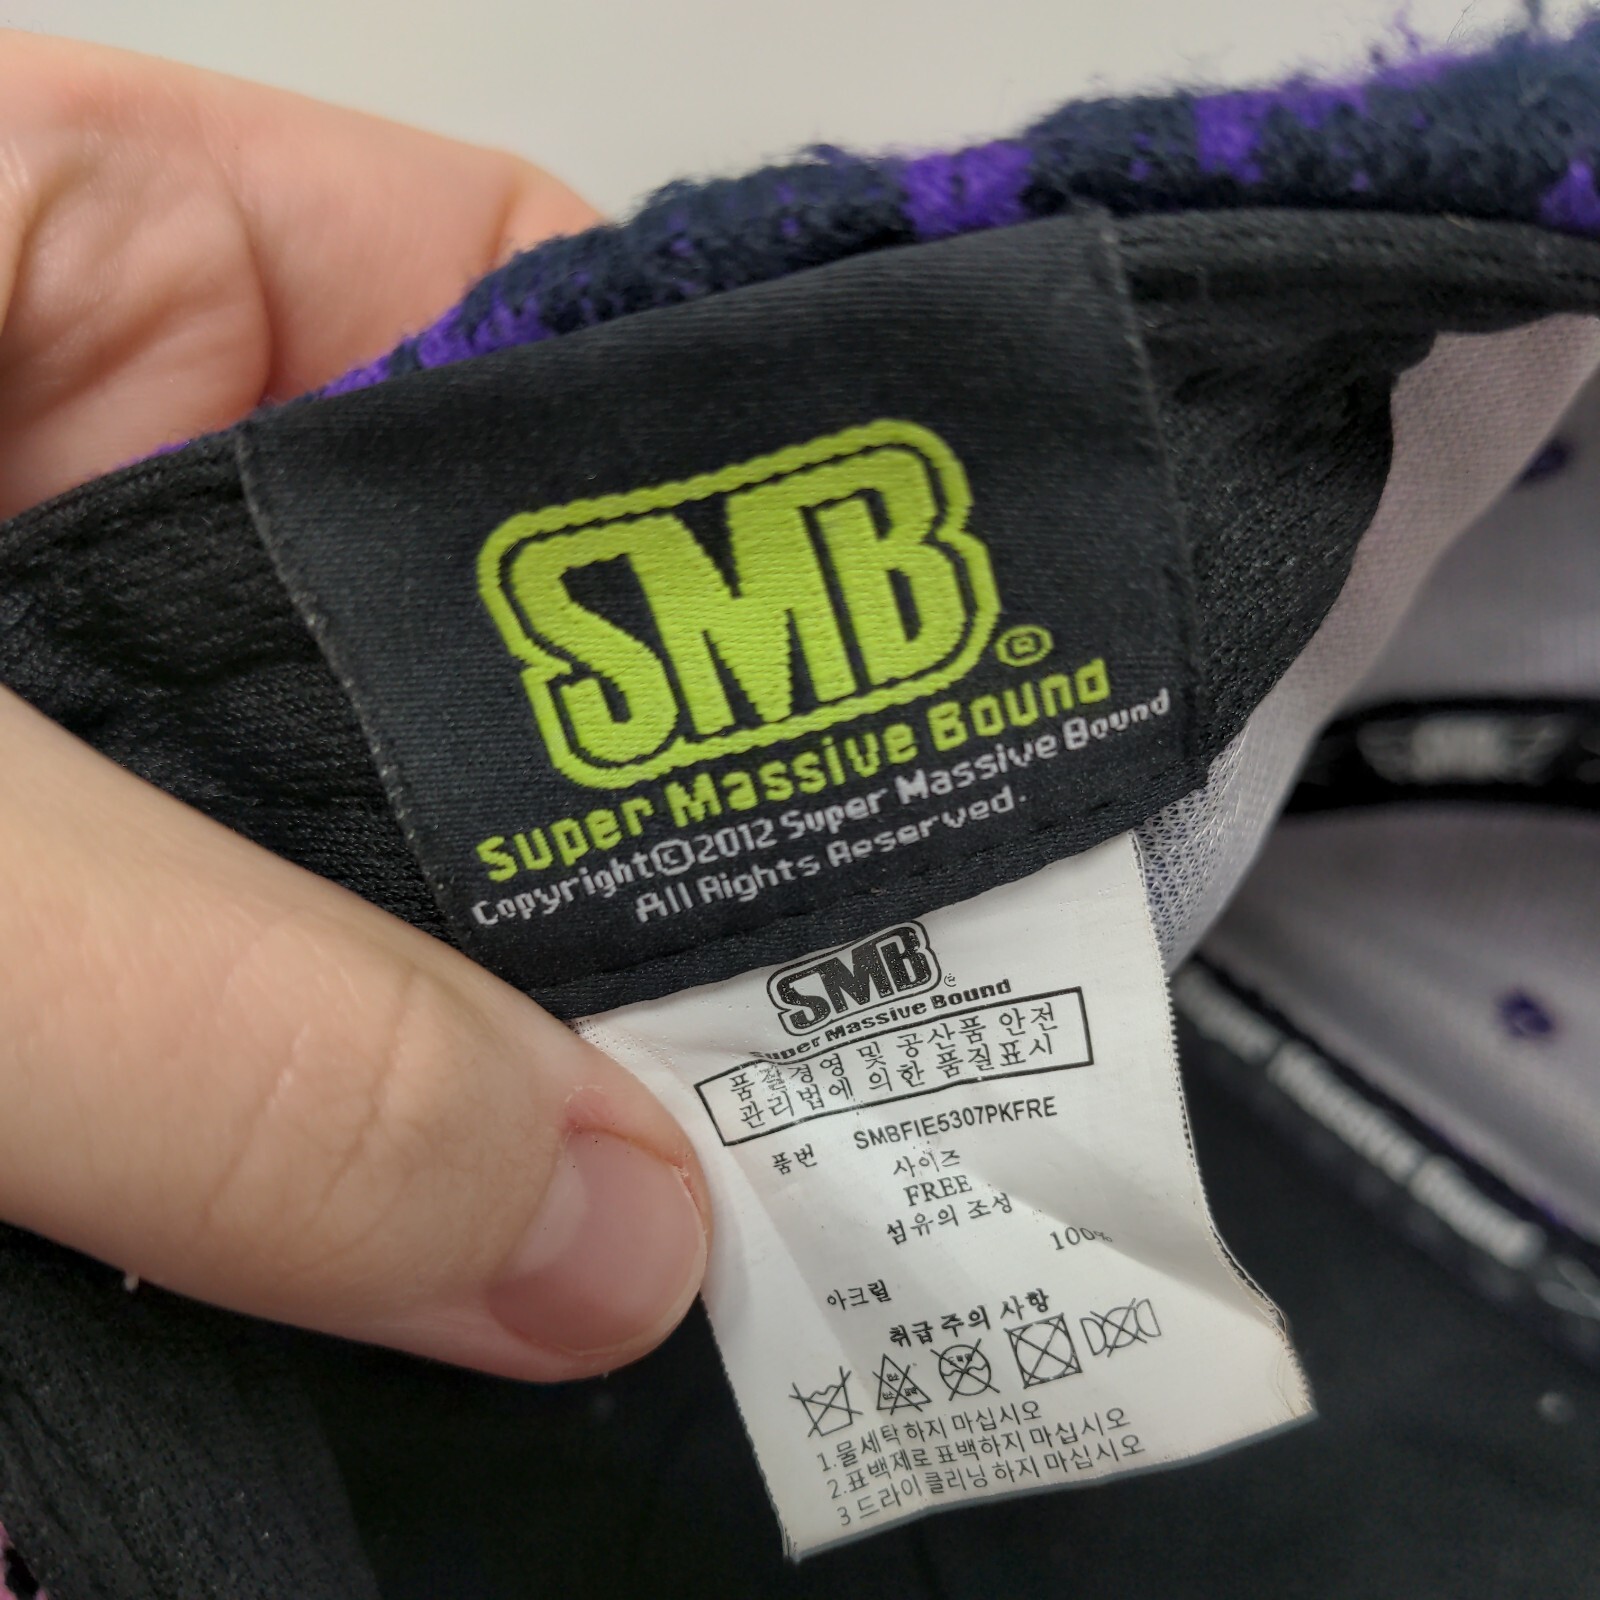 SMB®
Super Massive Bound
Copyright©2012 Super Massive Bound
All Rights Reserved.
SMB®
Super Massive Bound
품질경영 및 공산품 안전
관리법에 의한 품질표시
품번 SMBFIE5307PKFRE
사이즈
FREE
섬유의 조성
100%
아크릴
취급 주의 사항
1.물세탁 하지 마십시오
2.표백제로 표백하지 마십시오
3 드라이 클리닝 하지 마십시오
SMB
Super Massive Bound